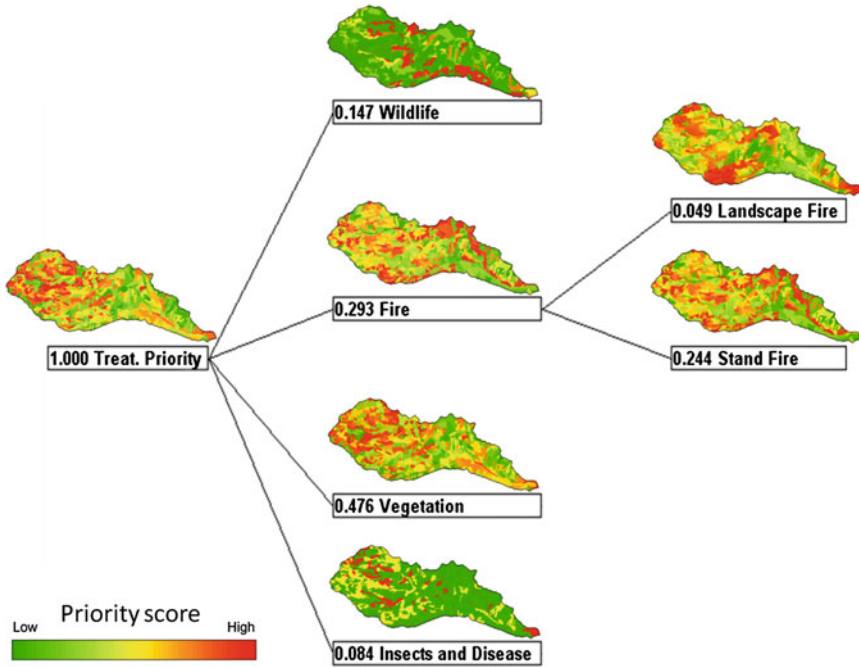 0.147 Wildlife
0.049 Landscape Fire
0.293 Fire
1.000 Treat. Priority
0.244 Stand Fire
0.476 Vegetation
Priority score
Low
High
0.084 Insects and Disease